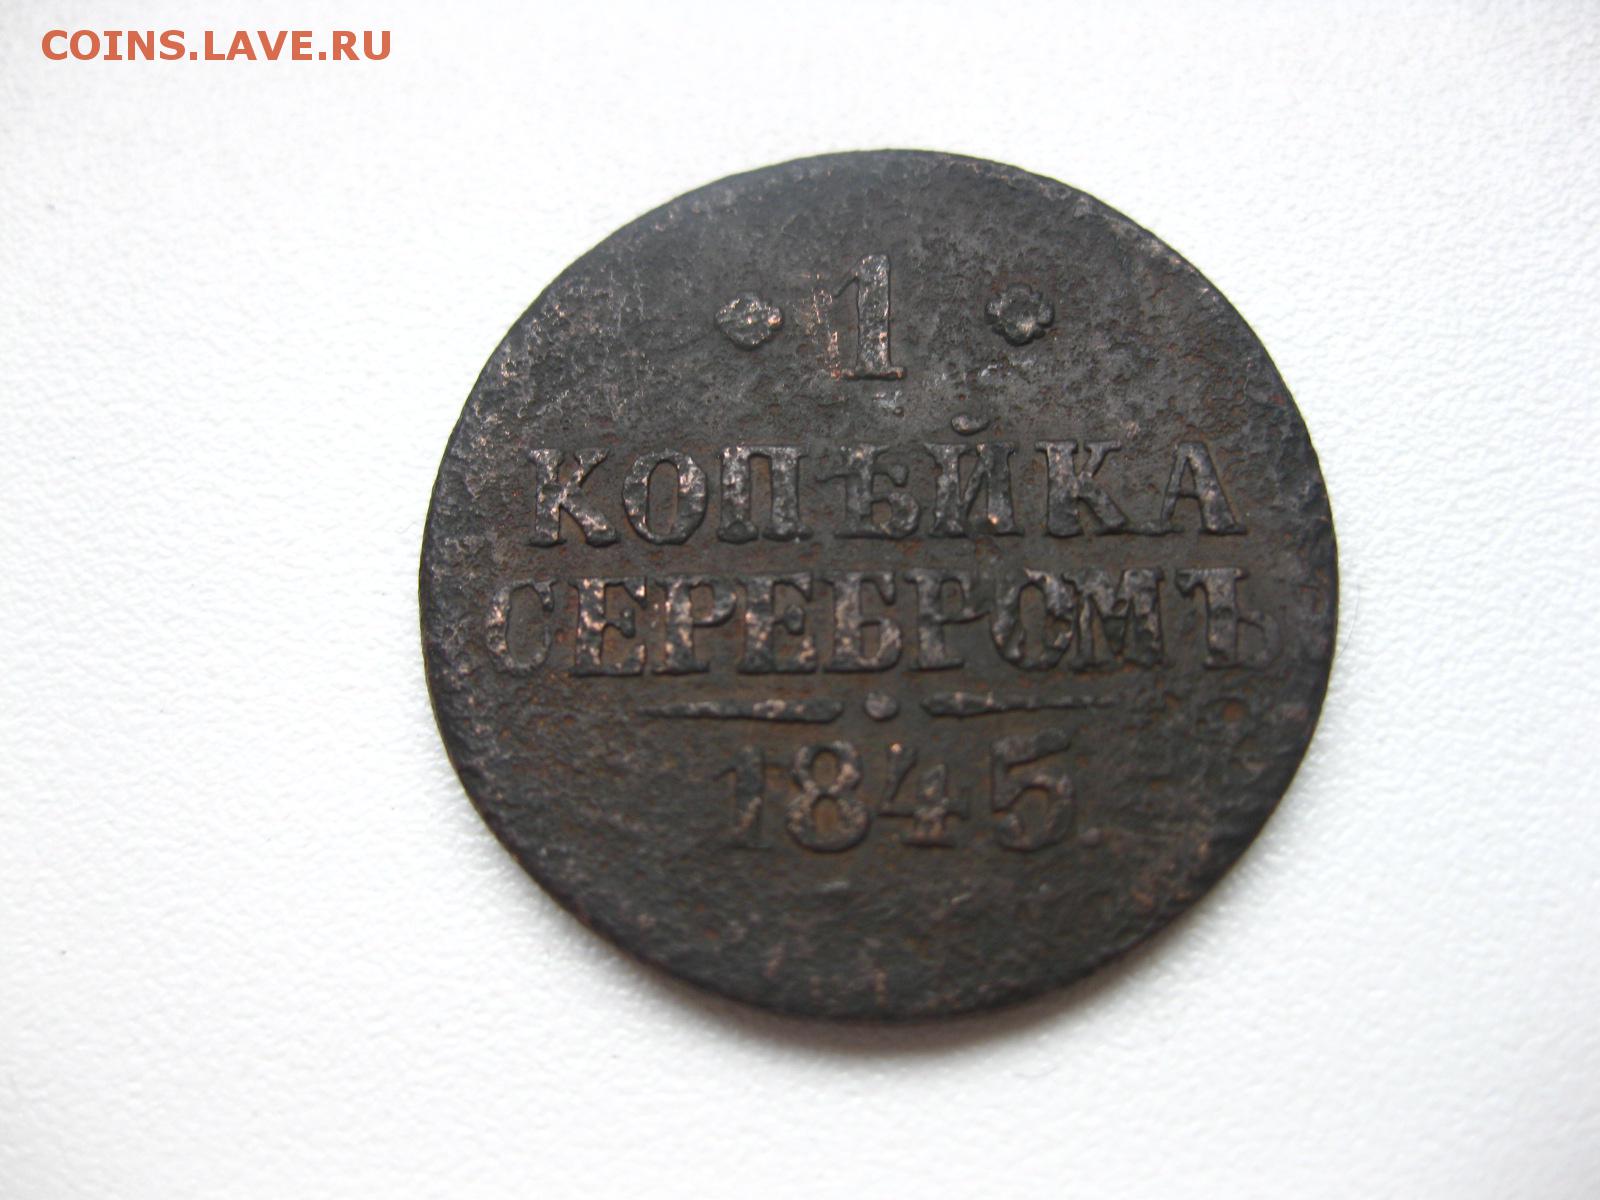 COINS.LAVE.RU
1
КОПѢЙКА
СЕРЕБРОМЪ
1845.